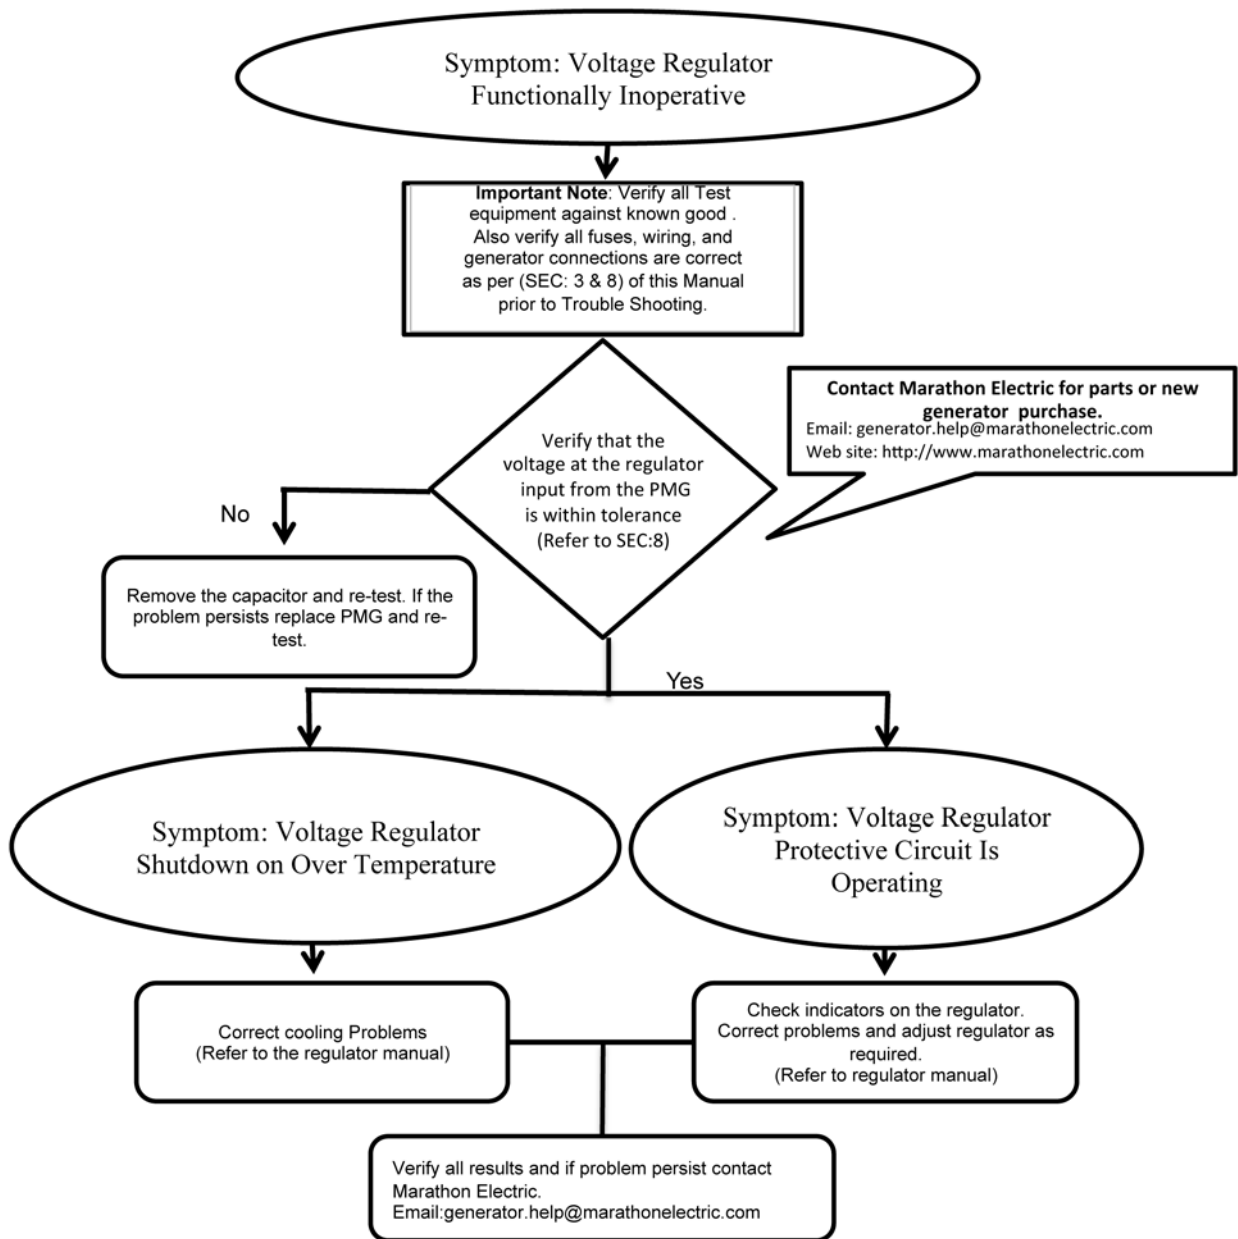 Symptom: Voltage Regulator
Functionally Inoperative
Important Note: Verify all Test
equipment against known good .
Also verify all fuses, wiring, and
generator connections are correct
as per (SEC: 3 & 8) of this Manual
prior to Trouble Shooting.
Contact Marathon Electric for parts or new
generator purchase.
Email: generator.help@marathonelectric.com
Web site: http://www.marathonelectric.com
Verify that the
voltage at the regulator
input from the PMG
is within tolerance
(Refer to SEC:8)
No
Remove the capacitor and re-test. If the
problem persists replace PMG and re-
test.
Yes
Symptom: Voltage Regulator
Shutdown on Over Temperature
Symptom: Voltage Regulator
Protective Circuit Is
Operating
Correct cooling Problems
(Refer to the regulator manual)
Check indicators on the regulator.
Correct problems and adjust regulator as
required.
(Refer to regulator manual)
Verify all results and if problem persist contact
Marathon Electric.
Email:generator.help@marathonelectric.com